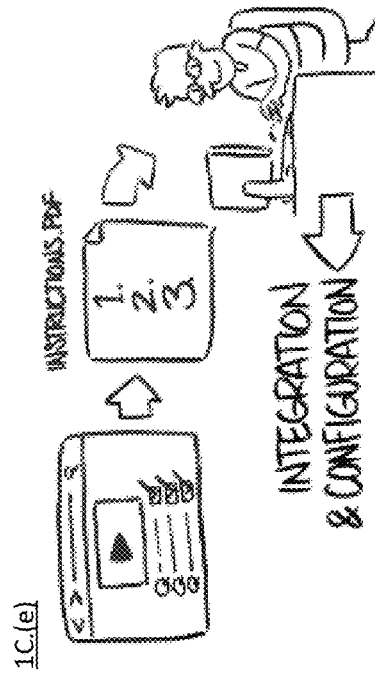 1C.(e)
INSTRUCTIONS.PDF
1.
2.
3.
INTEGRATION
& CONFIGURATION